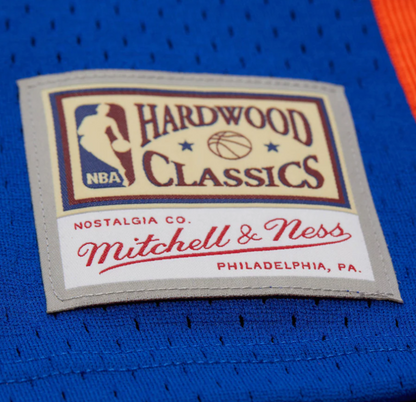 HARDWOOD
CLASSICS
NBA
NOSTALGIA CO.
Mitchell & Ness
PHILADELPHIA, PA.